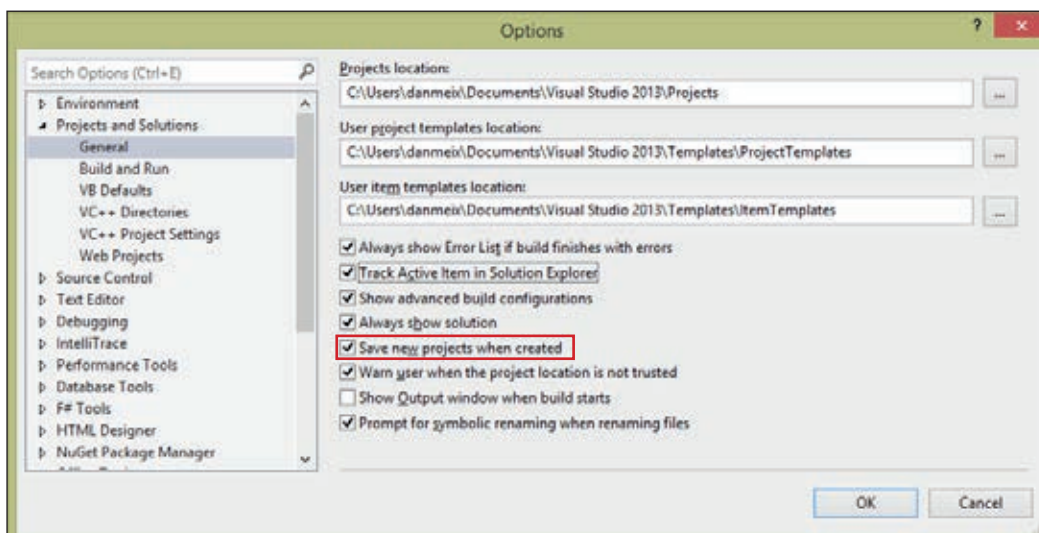 Options
?
Search Options (Ctrl+E)
Environment
Projects and Solutions
General
Build and Run
VB Defaults
VC++ Directories
VC++ Project Settings
Web Projects
Source Control
Text Editor
Debugging
IntelliTrace
Performance Tools
Database Tools
F# Tools
HTML Designer
NuGet Package Manager
Projects location:
C:\Users\danmeix\Documents\Visual Studio 2013\Projects
...
User project templates location:
C:\Users\danmeix\Documents\Visual Studio 2013\Templates\ProjectTemplates
...
User item templates location:
C:\Users\danmeix\Documents\Visual Studio 2013\Templates\ItemTemplates
...
Always show Error List if build finishes with errors
Track Active Item in Solution Explorer
Show advanced build configurations
Always show solution
Save new projects when created
Warn user when the project location is not trusted
Show Output window when build starts
Prompt for symbolic renaming when renaming files
OK
Cancel